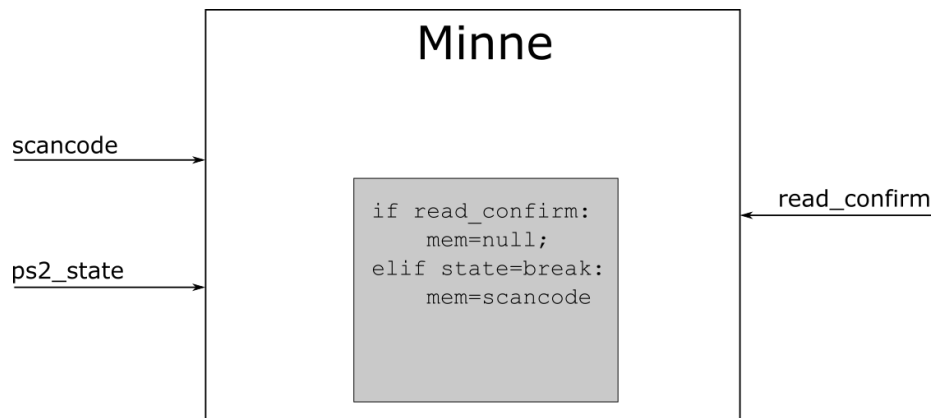 Minne
scancode
ps2_state
if read_confirm:
    mem=null;
elif state=break:
    mem=scancode
read_confirm